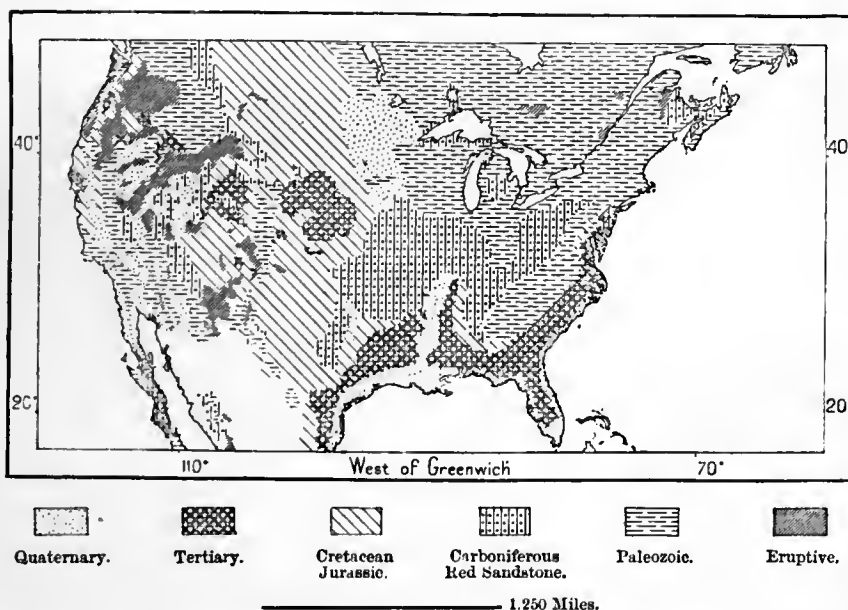 40°
40
20°
20
110°
West of Greenwich
70°
Quaternary.
Tertiary.
Cretacean
Jurassic.
Carboniferous
Red Sandstone.
Paleozoic.
Eruptive.
1,250 Miles.